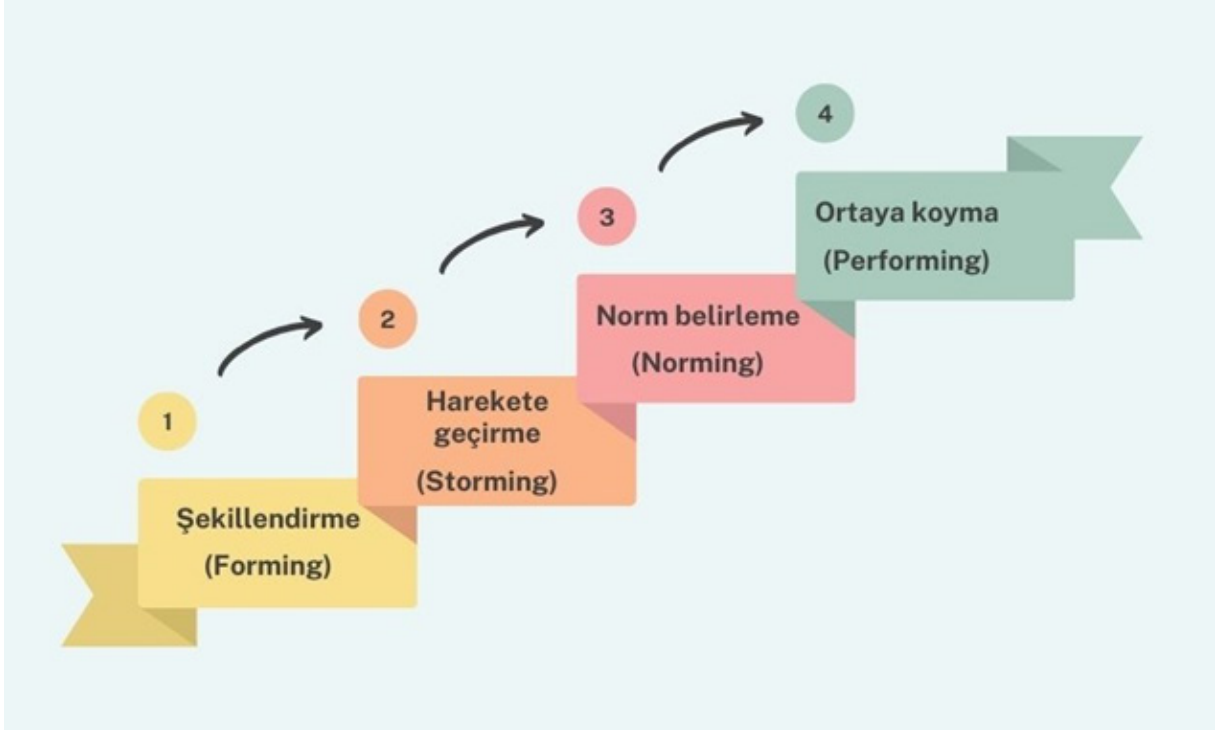 1
Şekillendirme
(Forming)
2
Harekete
geçirme
(Storming)
3
Norm belirleme
(Norming)
4
Ortaya koyma
(Performing)